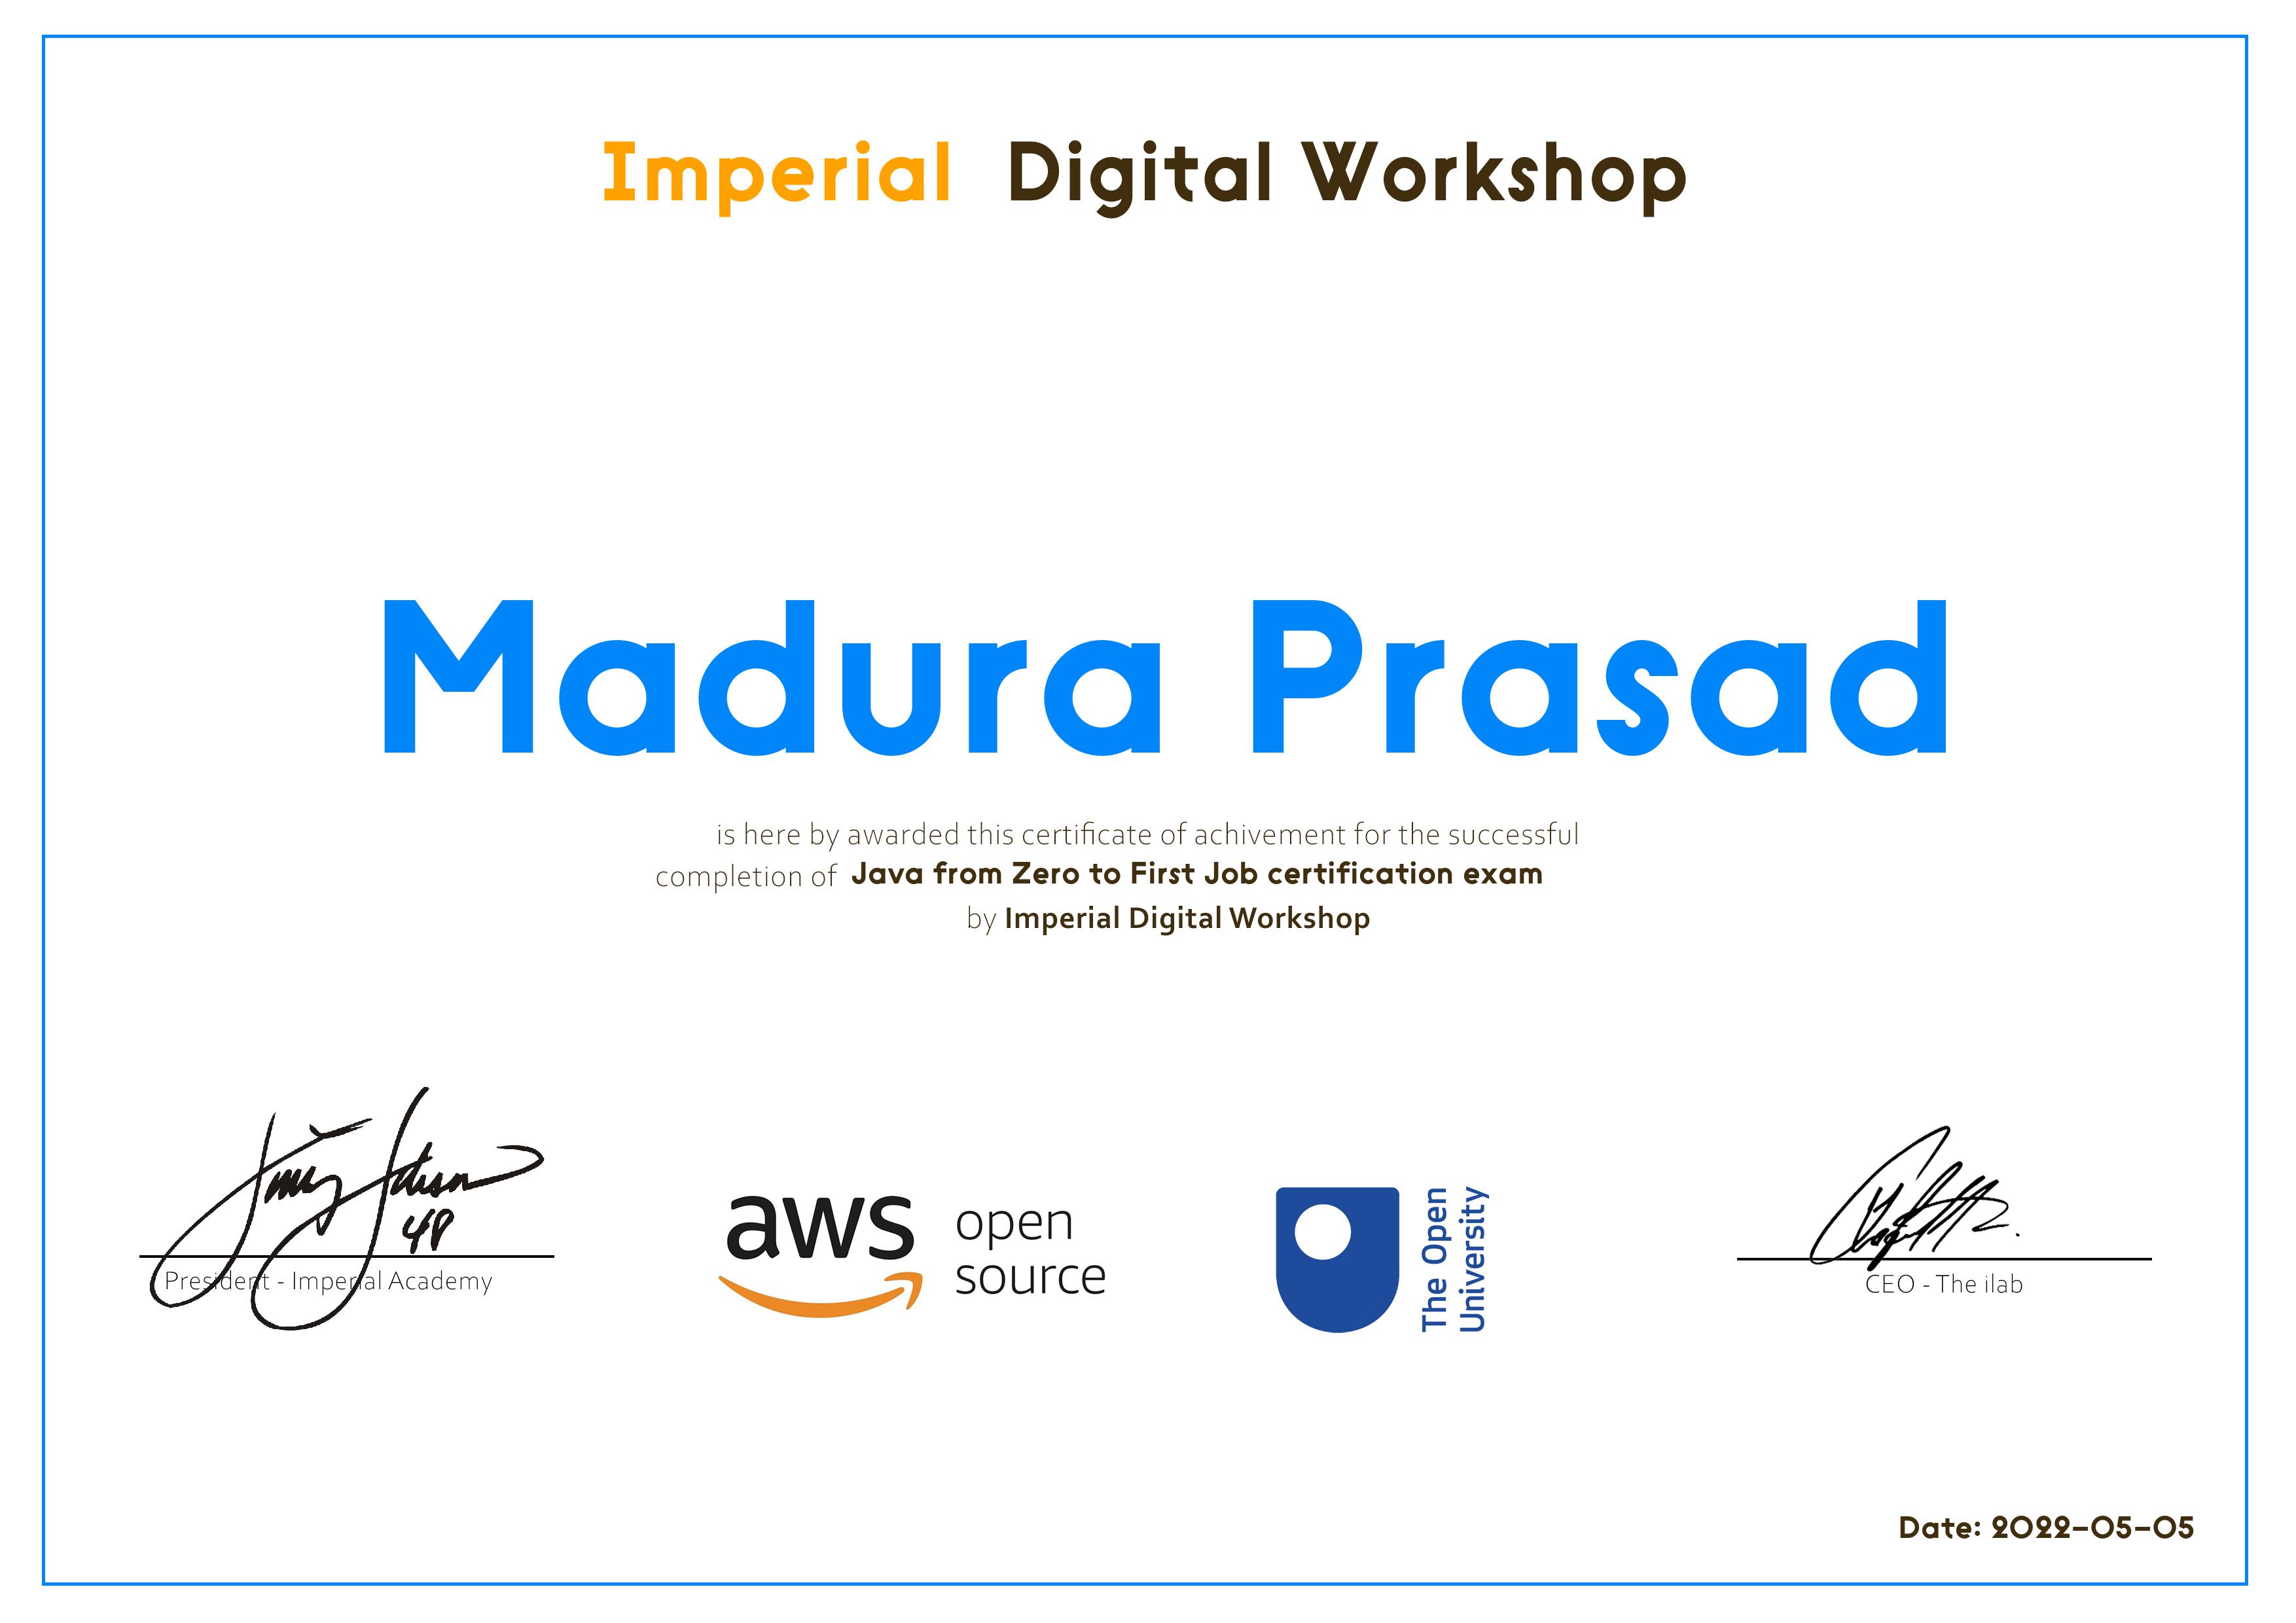 Imperial Digital Workshop
Madura Prasad
is here by awarded this certificate of achivement for the successful
completion of Java from Zero to First Job certification exam
by Imperial Digital Workshop
48
President - Imperial Academy
aws open source
The Open University
CEO - The ilab
Date: 2022-05-05